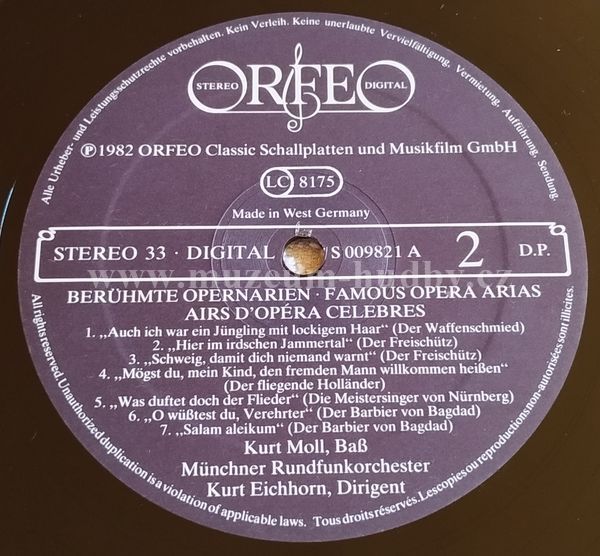 Alle Urheber- und Leistungsschutzrechte vorbehalten. Kein Verleih. Keine unerlaubte Vervielfältigung, Vermietung, Aufführung, Sendung.
STEREO ORFEO DIGITAL
Ⓟ1982 ORFEO Classic Schallplatten und Musikfilm GmbH
LC 8175
Made in West Germany
STEREO 33 · DIGITAL S 009821 A 2 D.P.
www.muzeum-hudby.cz
BERÜHMTE OPERNARIEN · FAMOUS OPERA ARIAS
AIRS D'OPÉRA CELEBRES
1. „Auch ich war ein Jüngling mit lockigem Haar“ (Der Waffenschmied)
2. „Hier im irdschen Jammertal“ (Der Freischütz)
3. „Schweig, damit dich niemand warnt“ (Der Freischütz)
4. „Mögst du, mein Kind, den fremden Mann willkommen heißen“
(Der fliegende Holländer)
5. „Was duftet doch der Flieder“ (Die Meistersinger von Nürnberg)
6. „O wüßtest du, Verehrter“ (Der Barbier von Bagdad)
7. „Salam aleikum“ (Der Barbier von Bagdad)
Kurt Moll, Baß
Münchner Rundfunkorchester
Kurt Eichhorn, Dirigent
All rights reserved. Unauthorized duplication is a violation of applicable laws. Tous droits réservés. Les copies ou reproductions non-autorisées sont illicites.